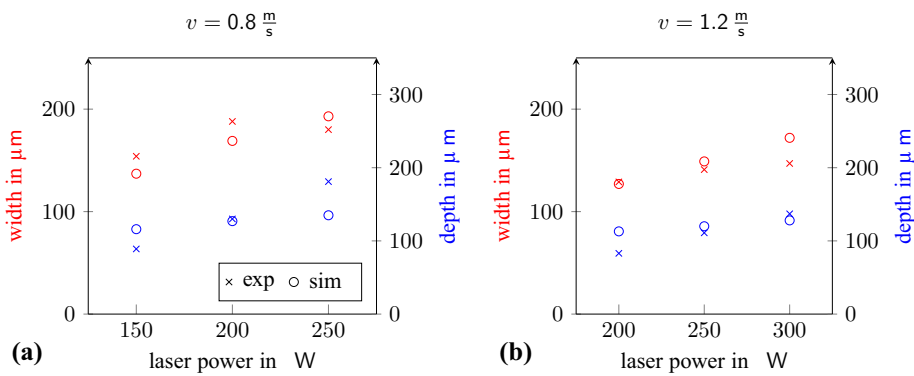 v = 0.8 m/s
width in µm
200
100
0
300
200
100
0
depth in µm
× exp ○ sim
150 200 250
laser power in W
(a)
v = 1.2 m/s
width in µm
200
100
0
300
200
100
0
depth in µm
200 250 300
laser power in W
(b)